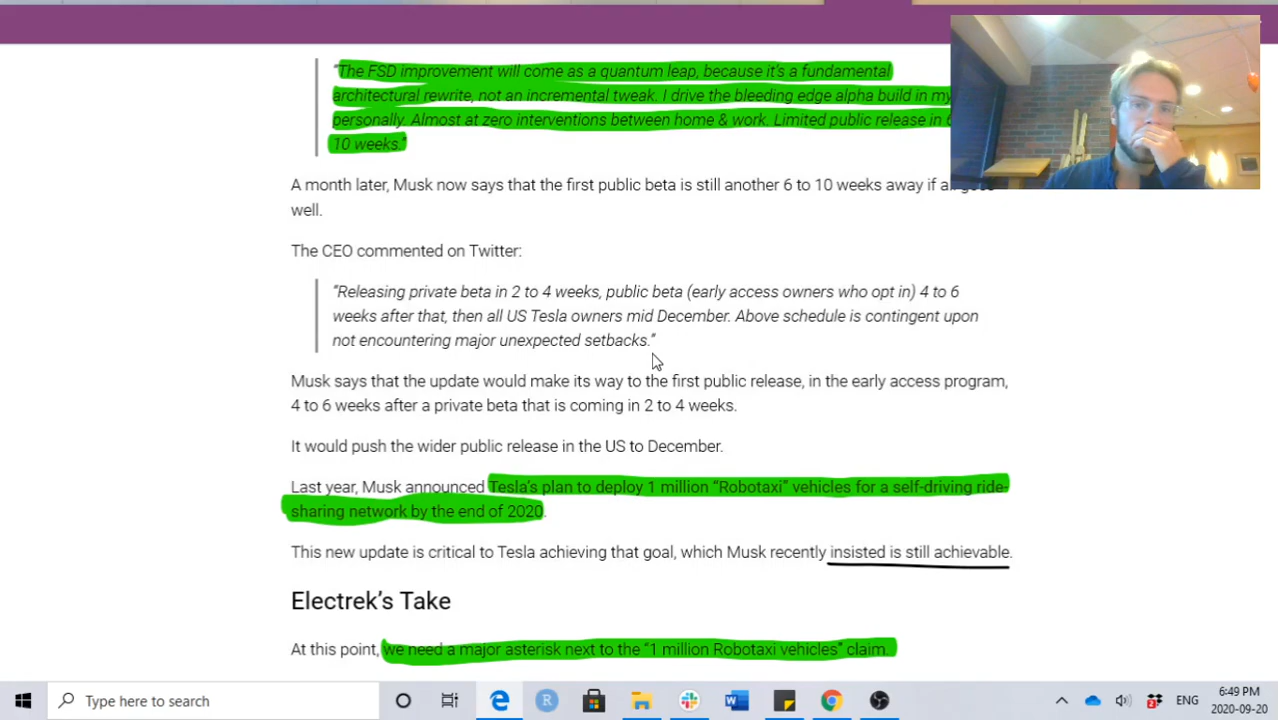 "The FSD improvement will come as a quantum leap, because it's a fundamental
architectural rewrite, not an incremental tweak. I drive the bleeding edge alpha build in my
personally. Almost at zero interventions between home & work. Limited public release in 6
10 weeks."
A month later, Musk now says that the first public beta is still another 6 to 10 weeks away if all goes
well.
The CEO commented on Twitter:
"Releasing private beta in 2 to 4 weeks, public beta (early access owners who opt in) 4 to 6
weeks after that, then all US Tesla owners mid December. Above schedule is contingent upon
not encountering major unexpected setbacks."
Musk says that the update would make its way to the first public release, in the early access program,
4 to 6 weeks after a private beta that is coming in 2 to 4 weeks.
It would push the wider public release in the US to December.
Last year, Musk announced Tesla's plan to deploy 1 million "Robotaxi" vehicles for a self-driving ride-
sharing network by the end of 2020.
This new update is critical to Tesla achieving that goal, which Musk recently insisted is still achievable.
Electrek's Take
At this point, we need a major asterisk next to the "1 million Robotaxi vehicles" claim.
Type here to search
R
W
2
ENG
6:49 PM
2020-09-20